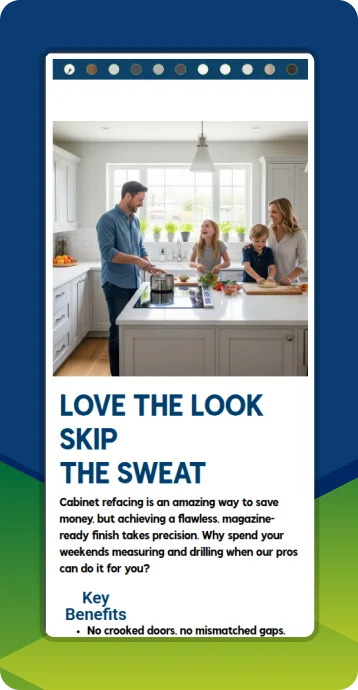 LOVE THE LOOK
SKIP
THE SWEAT
Cabinet refacing is an amazing way to save
money, but achieving a flawless, magazine-
ready finish takes precision. Why spend your
weekends measuring and drilling when our pros
can do it for you?
Key
Benefits
• No crooked doors, no mismatched gaps.